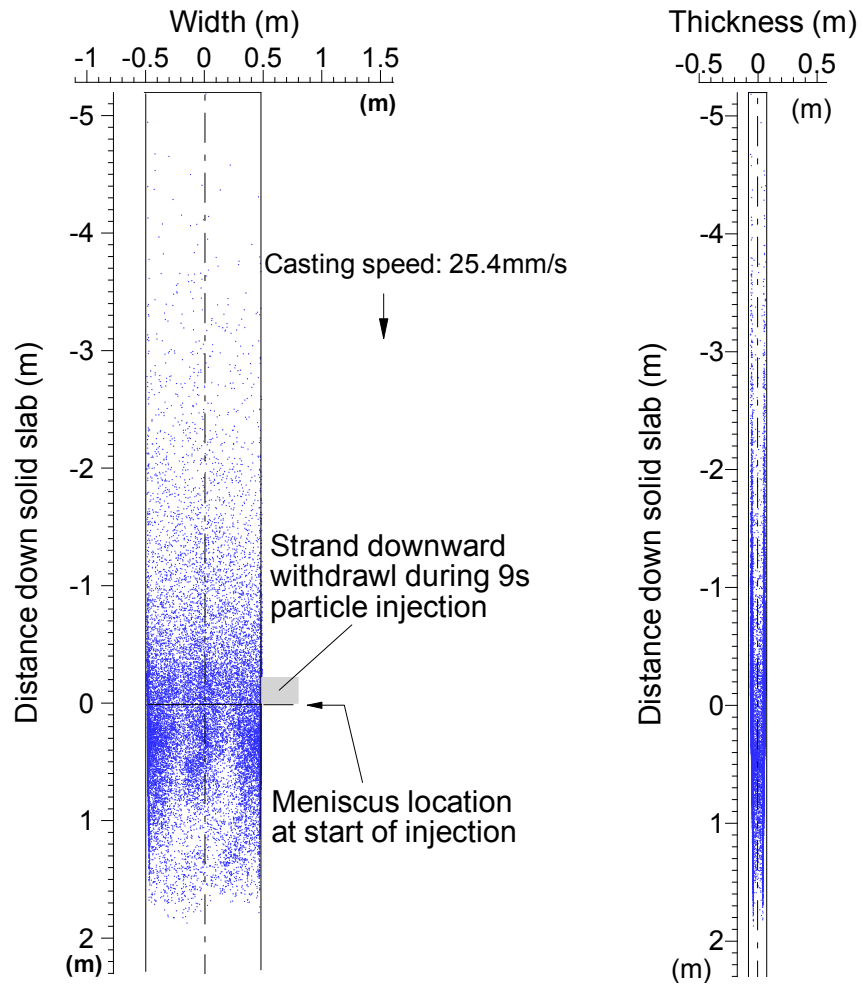 Width (m)
-1 -0.5 0 0.5 1 1.5
(m)
Distance down solid slab (m)
-5
-4
-3
-2
-1
0
1
2
(m)
Casting speed: 25.4mm/s
Strand downward
withdrawl during 9s
particle injection
Meniscus location
at start of injection
Thickness (m)
-0.5 0 0.5
(m)
Distance down solid slab (m)
-5
-4
-3
-2
-1
0
1
2
(m)